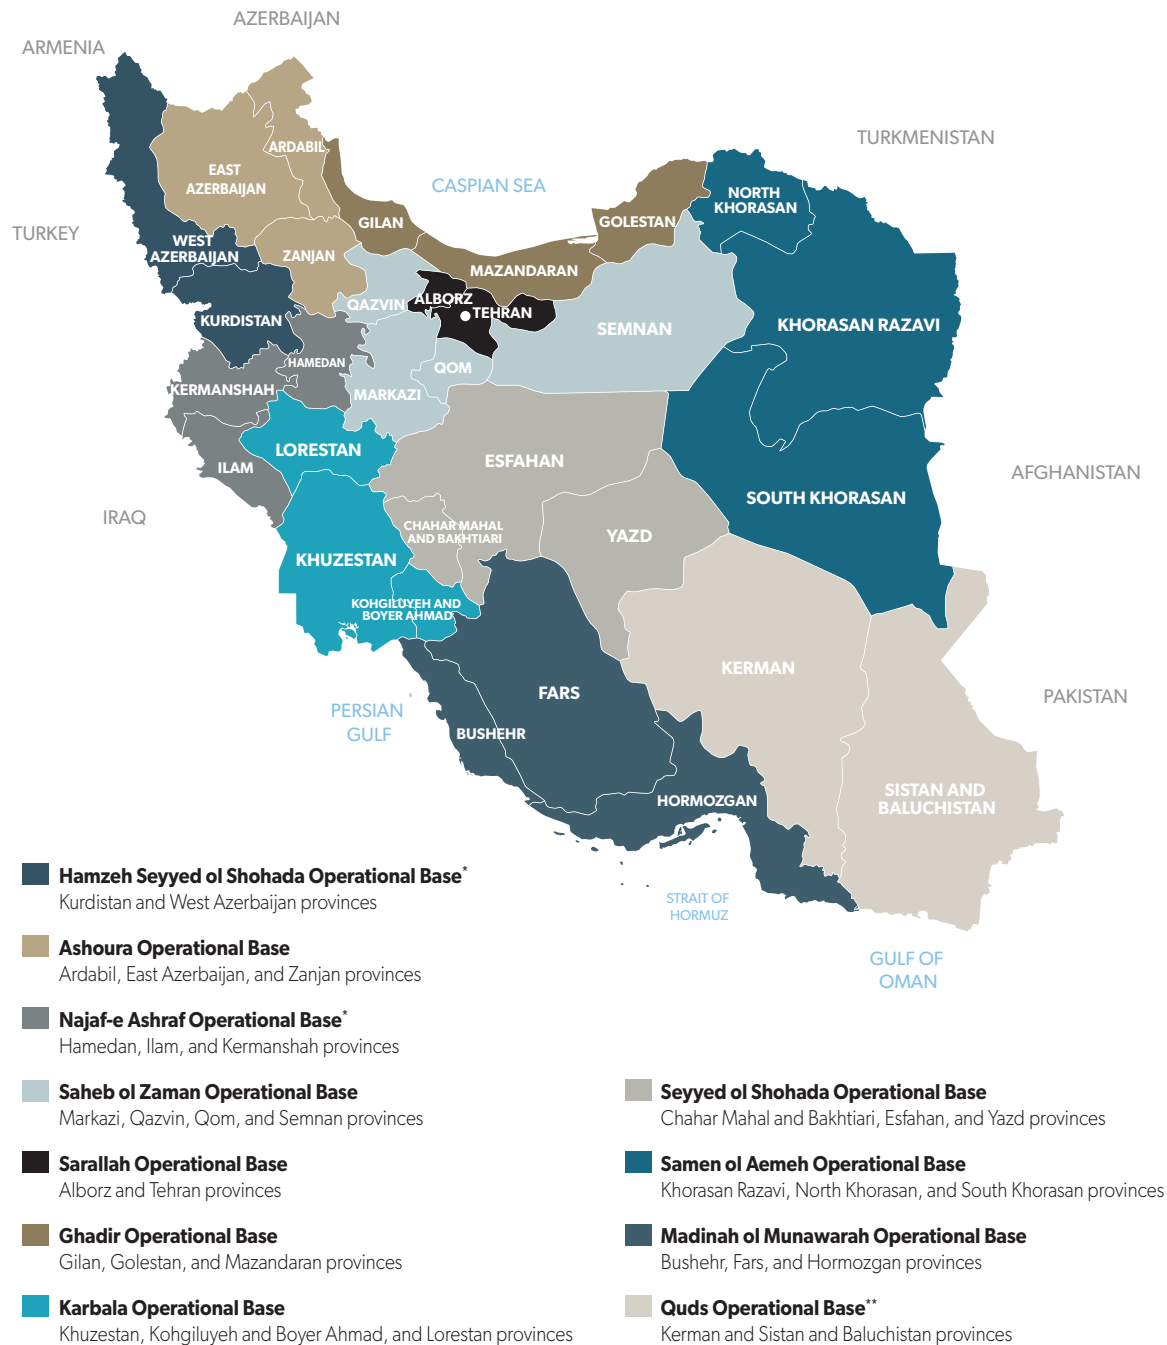 AZERBAIJAN
ARMENIA
TURKMENISTAN
ARDABIL
EAST
AZERBAIJAN
CASPIAN SEA
NORTH
KHORASAN
GILAN
GOLESTAN
TURKEY
WEST
AZERBAIJAN
ZANJAN
MAZANDARAN
QAZVIN
ALBORZ
TEHRAN
KURDISTAN
SEMNAN
KHORASAN RAZAVI
HAMEDAN
QOM
KERMANSHAH
MARKAZI
LORESTAN
ESFAHAN
ILAM
AFGHANISTAN
SOUTH KHORASAN
IRAQ
CHAHAR MAHAL
AND BAKHTIARI
YAZD
KHUZESTAN
KOHGILUYEH AND
BOYER AHMAD
KERMAN
FARS
PAKISTAN
PERSIAN
GULF
BUSHEHR
SISTAN AND
BALUCHISTAN
HORMOZGAN
STRAIT OF
HORMUZ
GULF OF
OMAN
Hamzeh Seyyed ol Shohada Operational Base*
Kurdistan and West Azerbaijan provinces
Ashoura Operational Base
Ardabil, East Azerbaijan, and Zanjan provinces
Najaf-e Ashraf Operational Base*
Hamedan, Ilam, and Kermanshah provinces
Saheb ol Zaman Operational Base
Markazi, Qazvin, Qom, and Semnan provinces
Sarallah Operational Base
Alborz and Tehran provinces
Ghadir Operational Base
Gilan, Golestan, and Mazandaran provinces
Karbala Operational Base
Khuzestan, Kohgiluyeh and Boyer Ahmad, and Lorestan provinces
Seyyed ol Shohada Operational Base
Chahar Mahal and Bakhtiari, Esfahan, and Yazd provinces
Samen ol Aemeh Operational Base
Khorasan Razavi, North Khorasan, and South Khorasan provinces
Madinah ol Munawarah Operational Base
Bushehr, Fars, and Hormozgan provinces
Quds Operational Base**
Kerman and Sistan and Baluchistan provinces